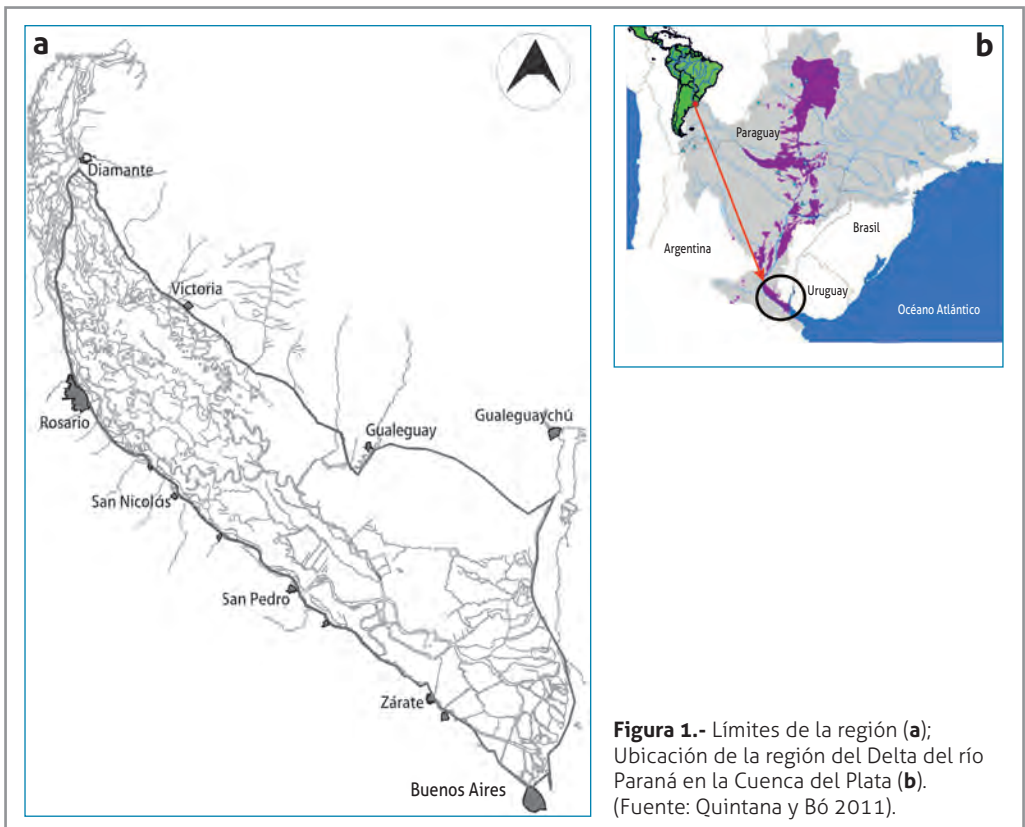 a
Diamante
Victoria
Rosario
Gualeguay
Gualeguaychú
San Nicolás
San Pedro
Zárate
Buenos Aires
b
Paraguay
Brasil
Argentina
Uruguay
Océano Atlántico
Figura 1.- Límites de la región (a);
Ubicación de la región del Delta del río
Paraná en la Cuenca del Plata (b).
(Fuente: Quintana y Bó 2011).